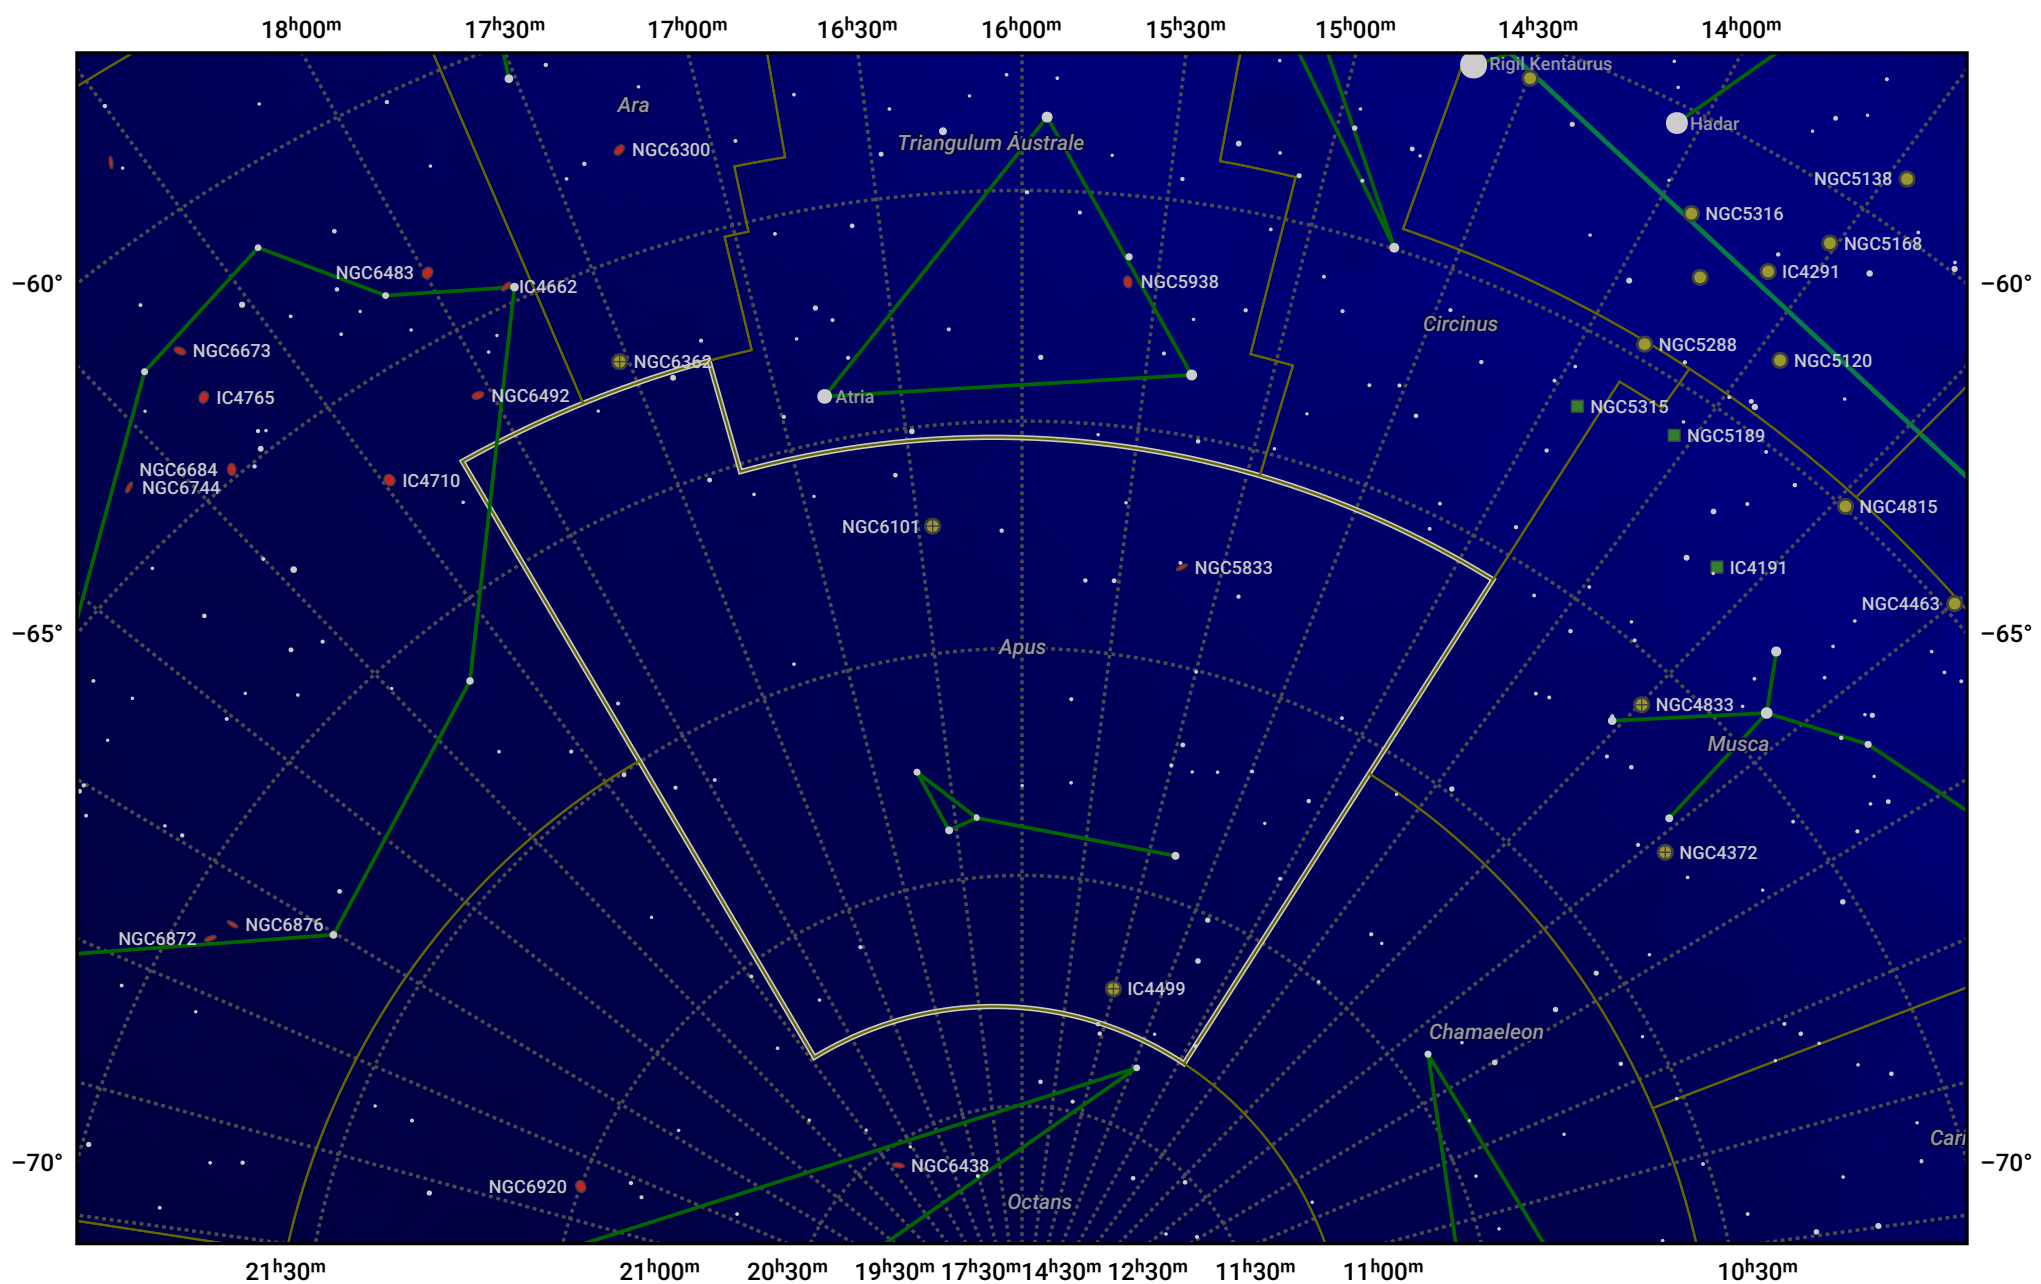 18ʰ00ᵐ 17ʰ30ᵐ 17ʰ00ᵐ 16ʰ30ᵐ 16ʰ00ᵐ 15ʰ30ᵐ 15ʰ00ᵐ 14ʰ30ᵐ 14ʰ00ᵐ
Rigil Kentaurus
Ara
Hadar
Triangulum Australe
NGC6300
NGC5138
NGC5316
NGC5168
NGC6483
IC4291
−60°
IC4662
NGC5938
−60°
Circinus
NGC5288
NGC6673
NGC6362
NGC5120
IC4765
NGC6492
Atria
NGC5315
NGC5189
NGC6684
IC4710
NGC6744
NGC4815
NGC6101
NGC5833
IC4191
NGC4463
−65°
Apus
−65°
NGC4833
Musca
NGC4372
NGC6876
NGC6872
IC4499
Chamaeleon
Cari
−70°
NGC6438
−70°
NGC6920
Octans
21ʰ30ᵐ 21ʰ00ᵐ 20ʰ30ᵐ 19ʰ30ᵐ 17ʰ30ᵐ 14ʰ30ᵐ 12ʰ30ᵐ 11ʰ30ᵐ 11ʰ00ᵐ 10ʰ30ᵐ